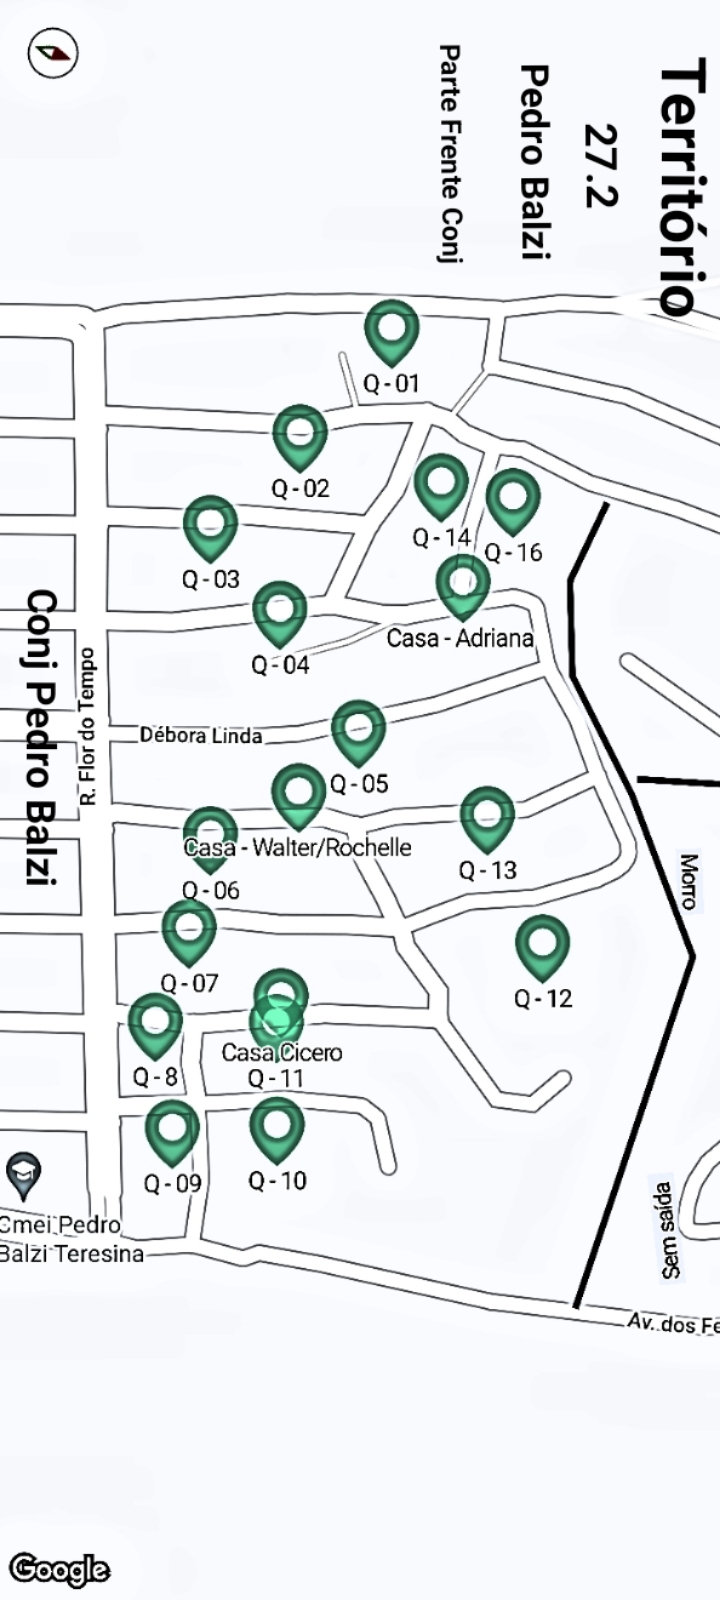 Território
27.2
Pedro Balzi
Parte Frente Conj
Q - 01
Q - 02
Q - 14
Q - 16
Q - 03
Casa - Adriana
Q - 04
Conj Pedro Balzi
R. Flor do Tempo
Débora Linda
Q - 05
Casa - Walter/Rochelle
Q - 13
Q - 06
Morro
Q - 07
Q - 12
Casa Cicero
Q - 8
Q - 11
Q - 09
Q - 10
Sem saída
Cmei Pedro
Balzi Teresina
Av. dos Fe
Google